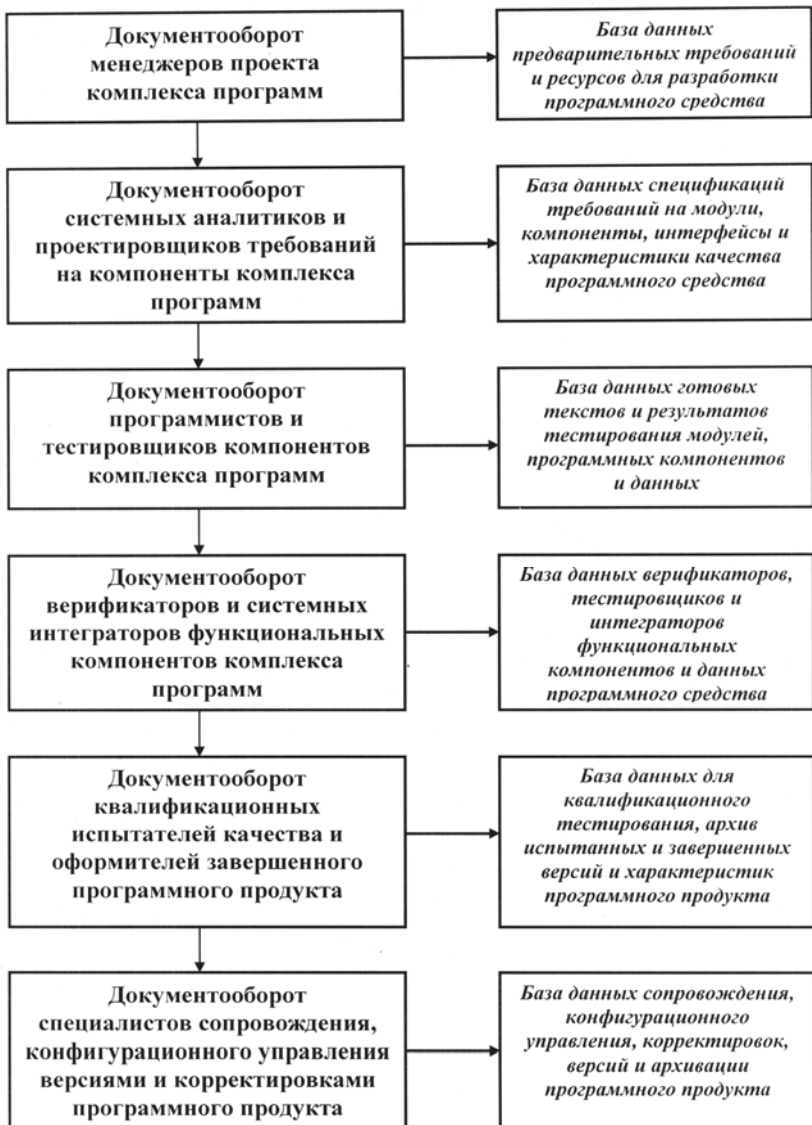 Документооборот
менеджеров проекта
комплекса программ
База данных
предварительных требований
и ресурсов для разработки
программного средства
Документооборот
системных аналитиков и
проектировщиков требований
на компоненты комплекса
программ
База данных спецификаций
требований на модули,
компоненты, интерфейсы и
характеристики качества
программного средства
Документооборот
программистов и
тестировщиков компонентов
комплекса программ
База данных готовых
текстов и результатов
тестирования модулей,
программных компонентов
и данных
Документооборот
верификаторов и системных
интеграторов функциональных
компонентов комплекса
программ
База данных верификаторов,
тестировщиков и
интеграторов
функциональных
компонентов и данных
программного средства
Документооборот
квалификационных
испытателей качества и
оформителей завершенного
программного продукта
База данных для
квалификационного
тестирования, архив
испытанных и завершенных
версий и характеристик
программного продукта
Документооборот
специалистов сопровождения,
конфигурационного управления
версиями и корректировками
программного продукта
База данных сопровождения,
конфигурационного
управления, корректировок,
версий и архивации
программного продукта